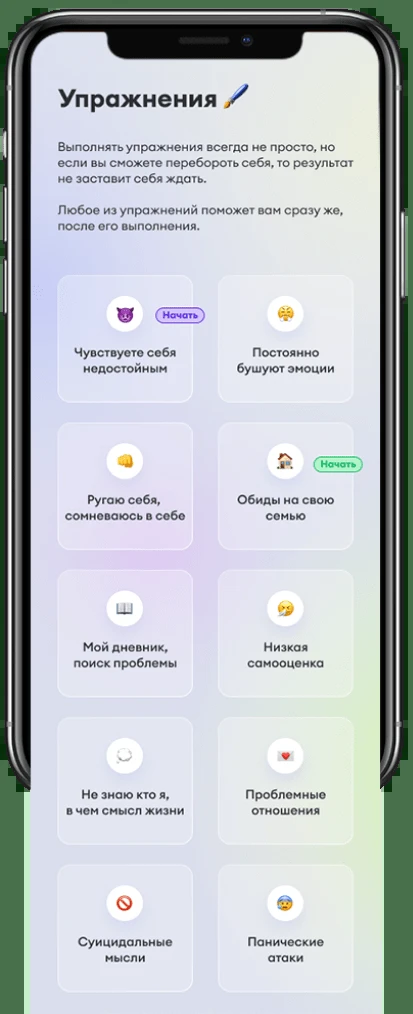 Упражнения
Выполнять упражнения всегда не просто, но
если вы сможете перебороть себя, то результат
не заставит себя ждать.
Любое из упражнений поможет вам сразу же,
после его выполнения.
Начать
Чувствуете себя
недостойным
Постоянно
бушуют эмоции
Ругаю себя,
сомневаюсь в себе
Начать
Обиды на свою
семью
Мой дневник,
поиск проблемы
Низкая
самооценка
Не знаю кто я,
в чем смысл жизни
Проблемные
отношения
Суицидальные
мысли
Панические
атаки